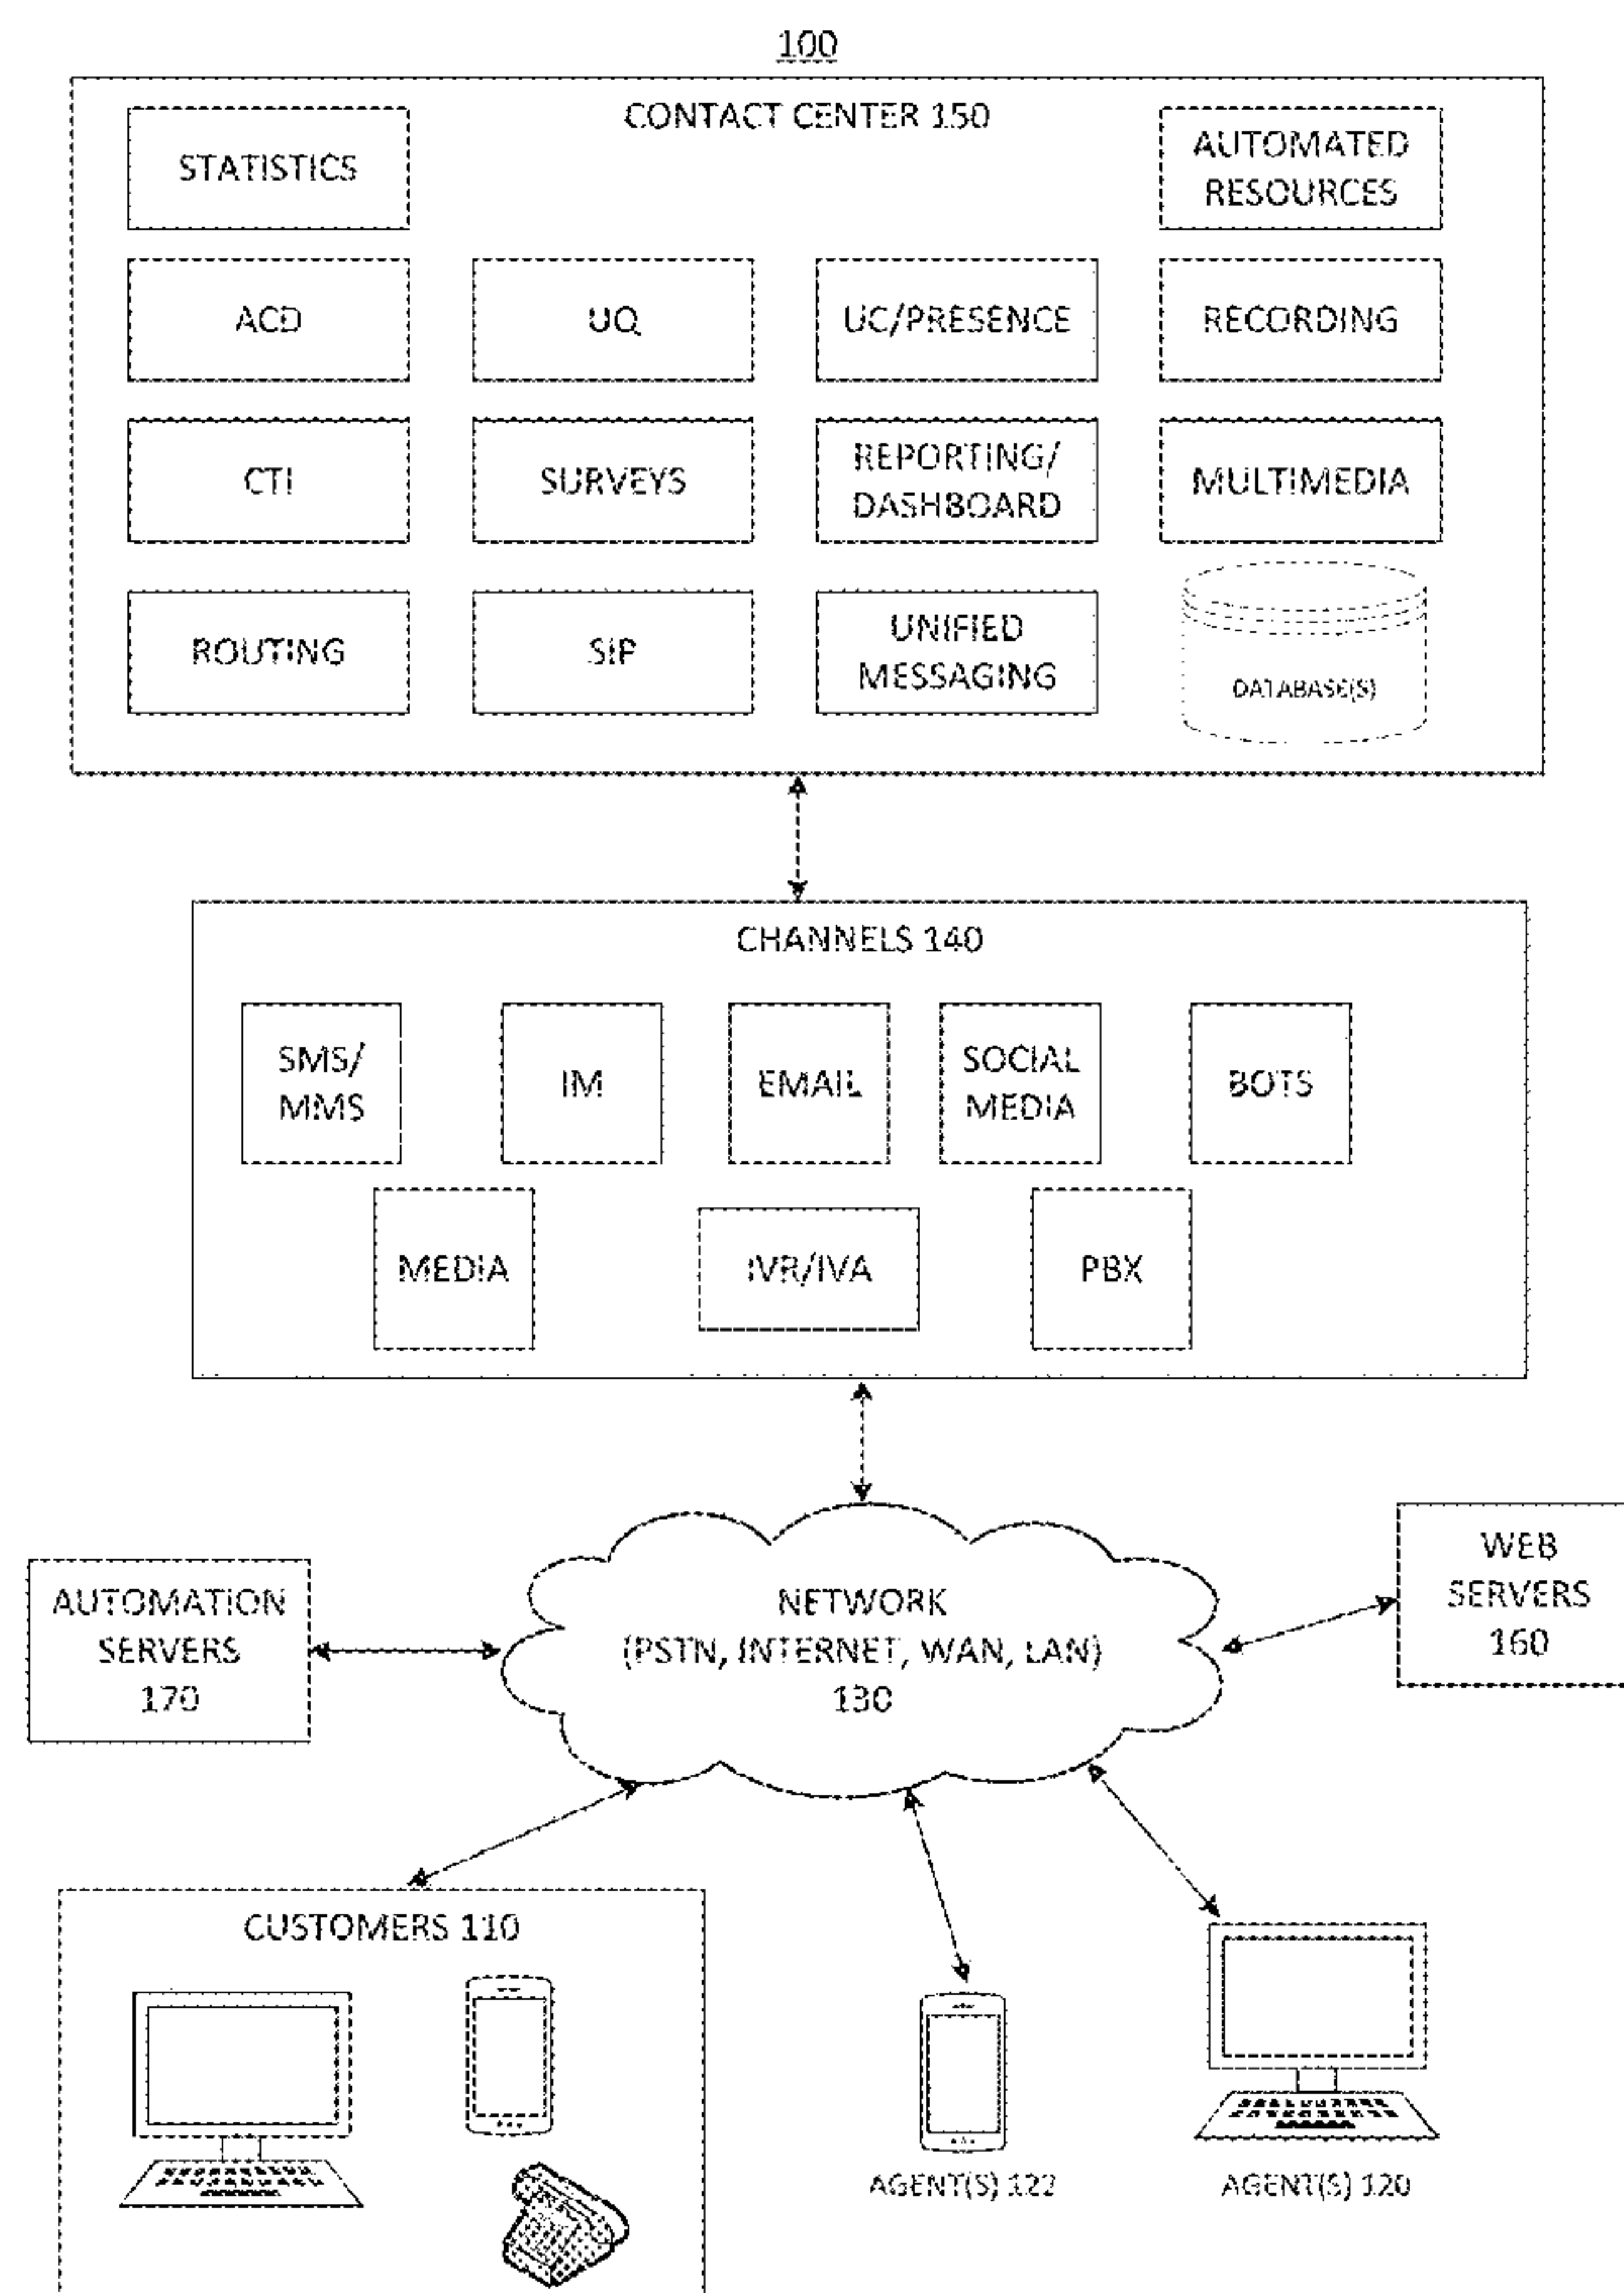 100
CONTACT CENTER 150
STATISTICS
AUTOMATED
RESOURCES
ACD
UQ
UC/PRESENCE
RECORDING
CTI
SURVEYS
REPORTING/
DASHBOARD
MULTIMEDIA
ROUTING
SIP
UNIFIED
MESSAGING
DATABASE(S)
CHANNELS 140
SMS/
MMS
IM
EMAIL
SOCIAL
MEDIA
BOTS
MEDIA
IVR/IVA
PBX
AUTOMATION
SERVERS
170
NETWORK
(PSTN, INTERNET, WAN, LAN)
130
WEB
SERVERS
160
CUSTOMERS 110
AGENT(S) 122
AGENT(S) 120